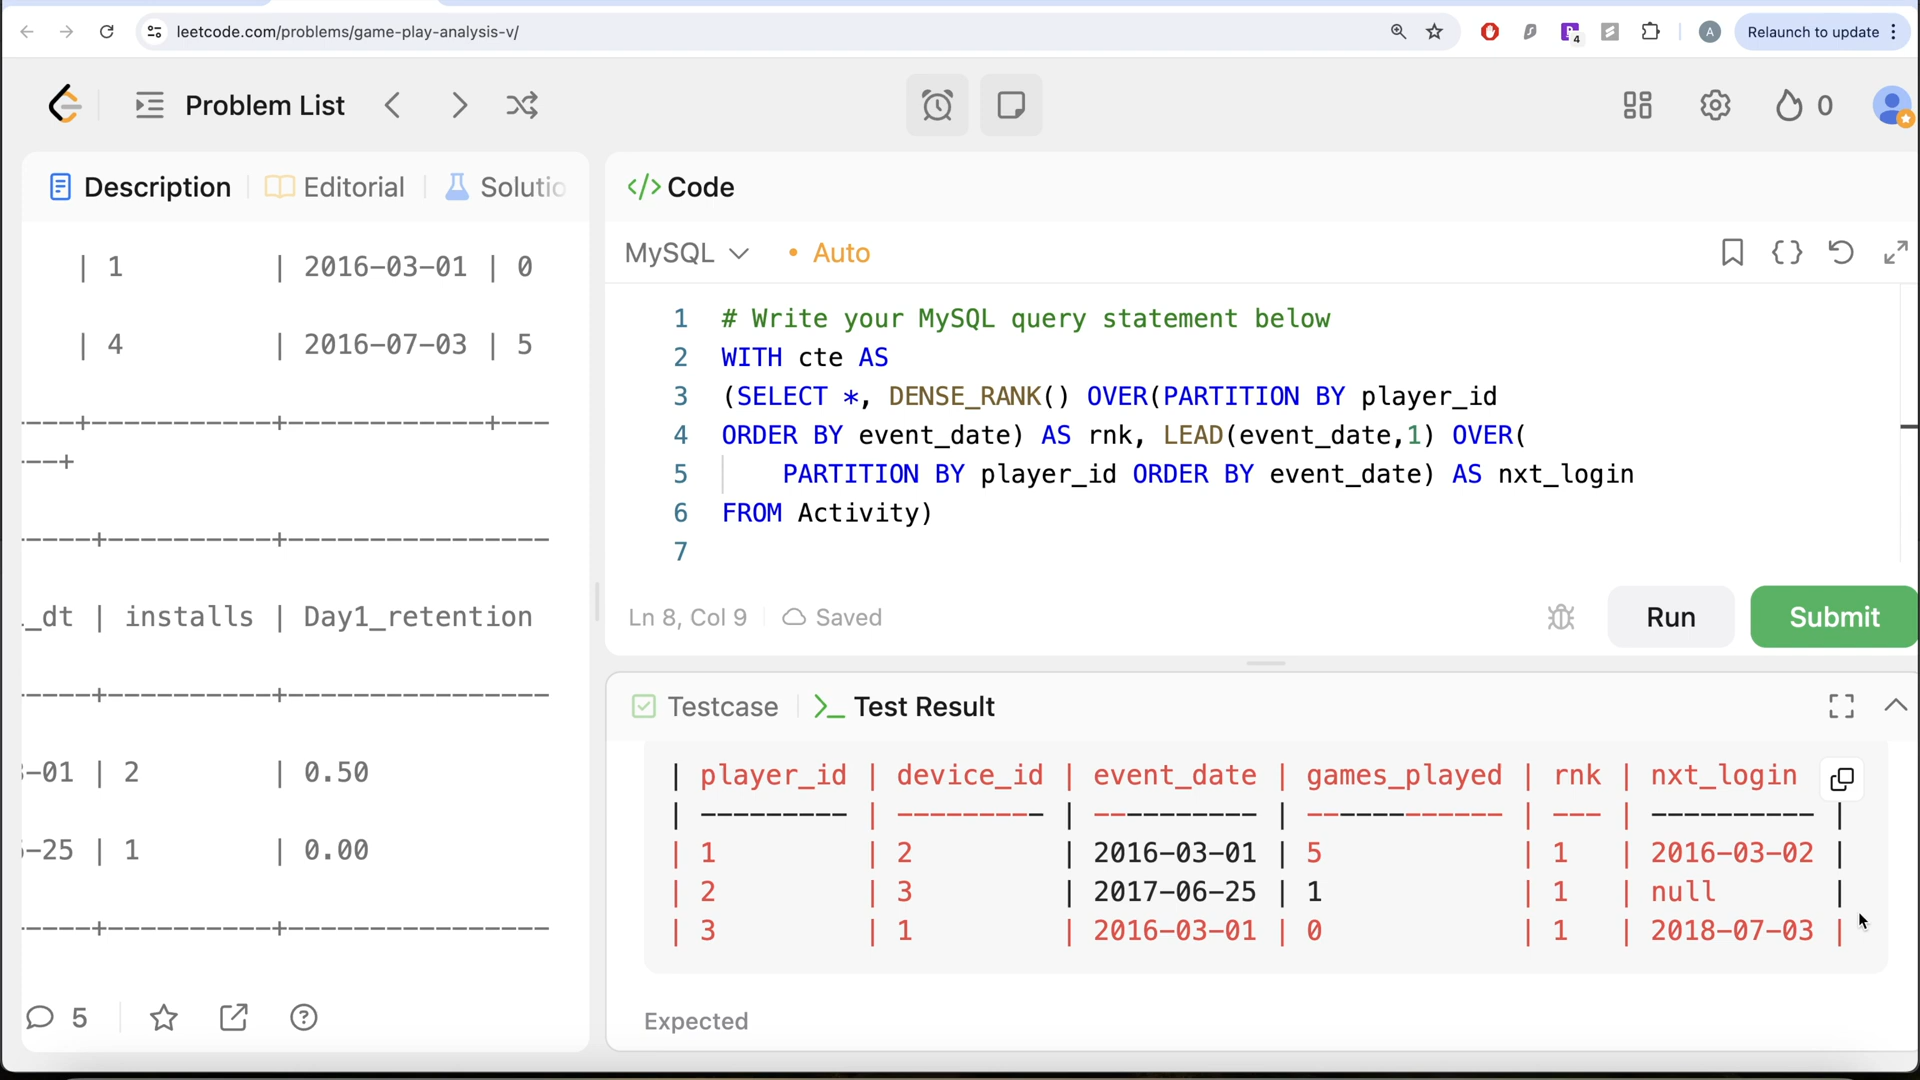 leetcode.com/problems/game-play-analysis-v/
4
A
Relaunch to update
Problem List
0
Description
Editorial
Solutio
| 1 | 2016-03-01 | 0
| 4 | 2016-07-03 | 5
----+-----------+------------+---
---+
-----+----------+----------------
_dt | installs | Day1_retention
-----+----------+----------------
-01 | 2 | 0.50
-25 | 1 | 0.00
-----+----------+----------------
5
</> Code
MySQL
• Auto
1 # Write your MySQL query statement below
2 WITH cte AS
3 (SELECT *, DENSE_RANK() OVER(PARTITION BY player_id
4 ORDER BY event_date) AS rnk, LEAD(event_date,1) OVER(
5 PARTITION BY player_id ORDER BY event_date) AS nxt_login
6 FROM Activity)
7
Ln 8, Col 9
Saved
Run
Submit
Testcase
>_ Test Result
| player_id | device_id | event_date | games_played | rnk | nxt_login
| --------- | --------- | ---------- | ------------ | --- | ---------- |
| 1 | 2 | 2016-03-01 | 5 | 1 | 2016-03-02 |
| 2 | 3 | 2017-06-25 | 1 | 1 | null |
| 3 | 1 | 2016-03-01 | 0 | 1 | 2018-07-03 |
Expected